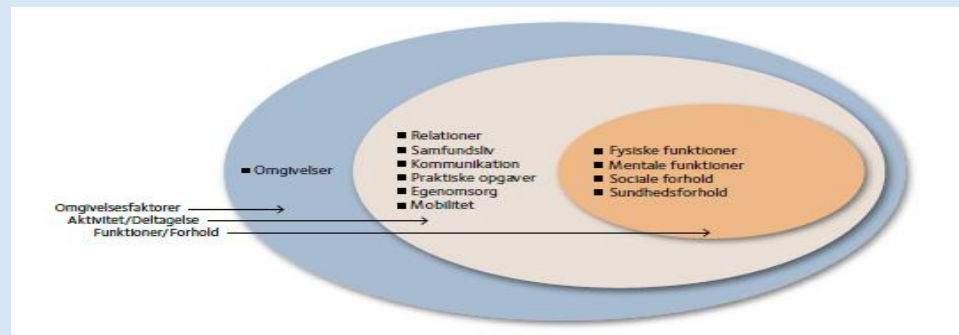 ■ Omgivelser
■ Relationer
■ Samfundsliv
■ Kommunikation
■ Praktiske opgaver
■ Egenomsorg
■ Mobilitet
■ Fysiske funktioner
■ Mentale funktioner
■ Sociale forhold
■ Sundhedsforhold
Omgivelsesfaktorer
Aktivitet/Deltagelse
Funktioner/Forhold